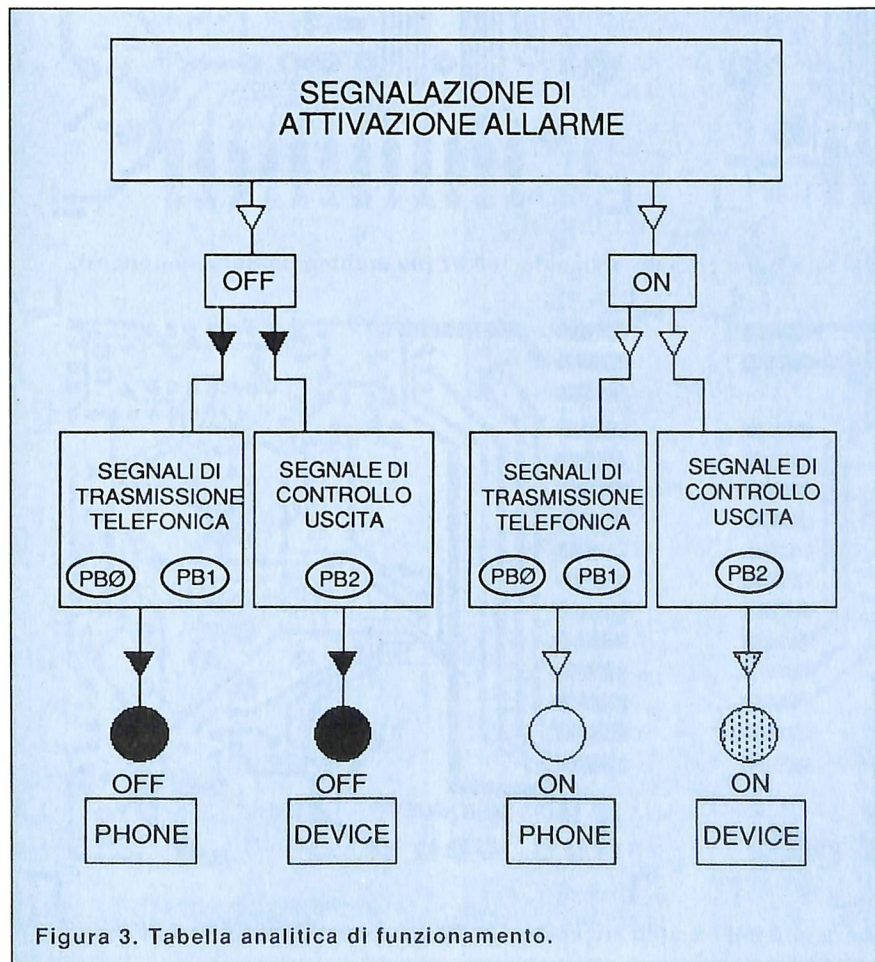 SEGNALAZIONE DI
ATTIVAZIONE ALLARME
OFF
ON
SEGNALI DI
TRASMISSIONE
TELEFONICA
PBØ
PB1
SEGNALE DI
CONTROLLO
USCITA
PB2
SEGNALI DI
TRASMISSIONE
TELEFONICA
PBØ
PB1
SEGNALE DI
CONTROLLO
USCITA
PB2
OFF
PHONE
OFF
DEVICE
ON
PHONE
ON
DEVICE
Figura 3. Tabella analitica di funzionamento.